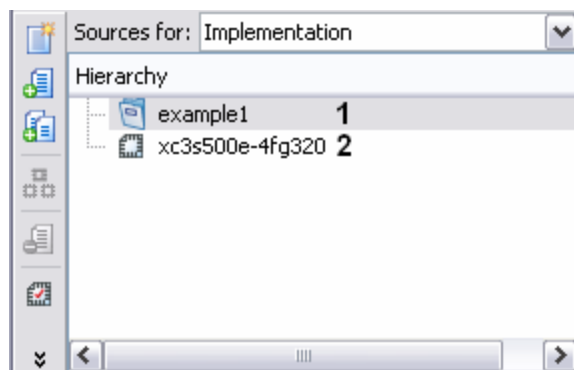 Sources for: Implementation
Hierarchy
example1 1
xc3s500e-4fg320 2